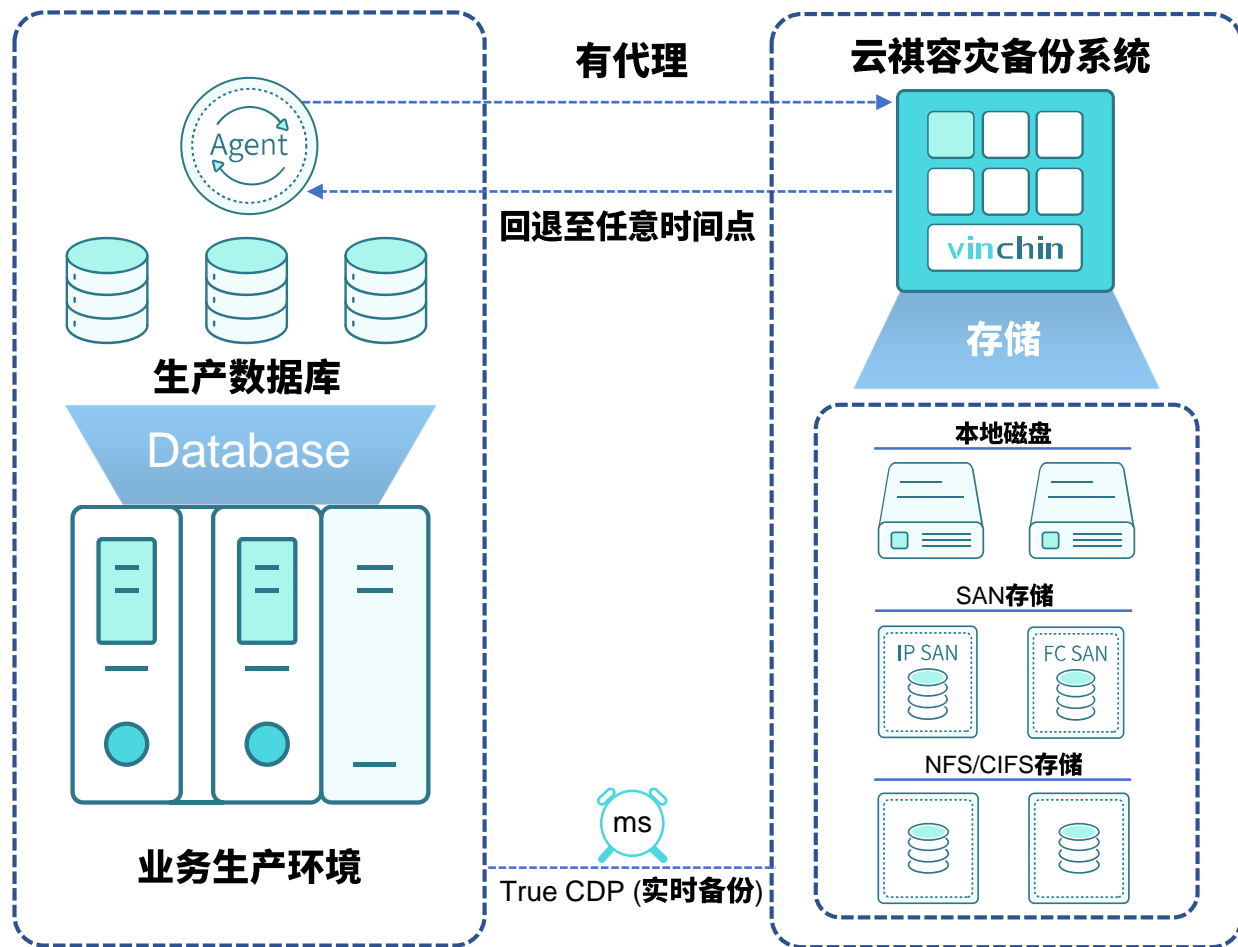 有代理
云祺容灾备份系统
Agent
回退至任意时间点
vinchin
存储
生产数据库
Database
本地磁盘
SAN存储
IP SAN
FC SAN
NFS/CIFS存储
ms
业务生产环境
True CDP (实时备份)